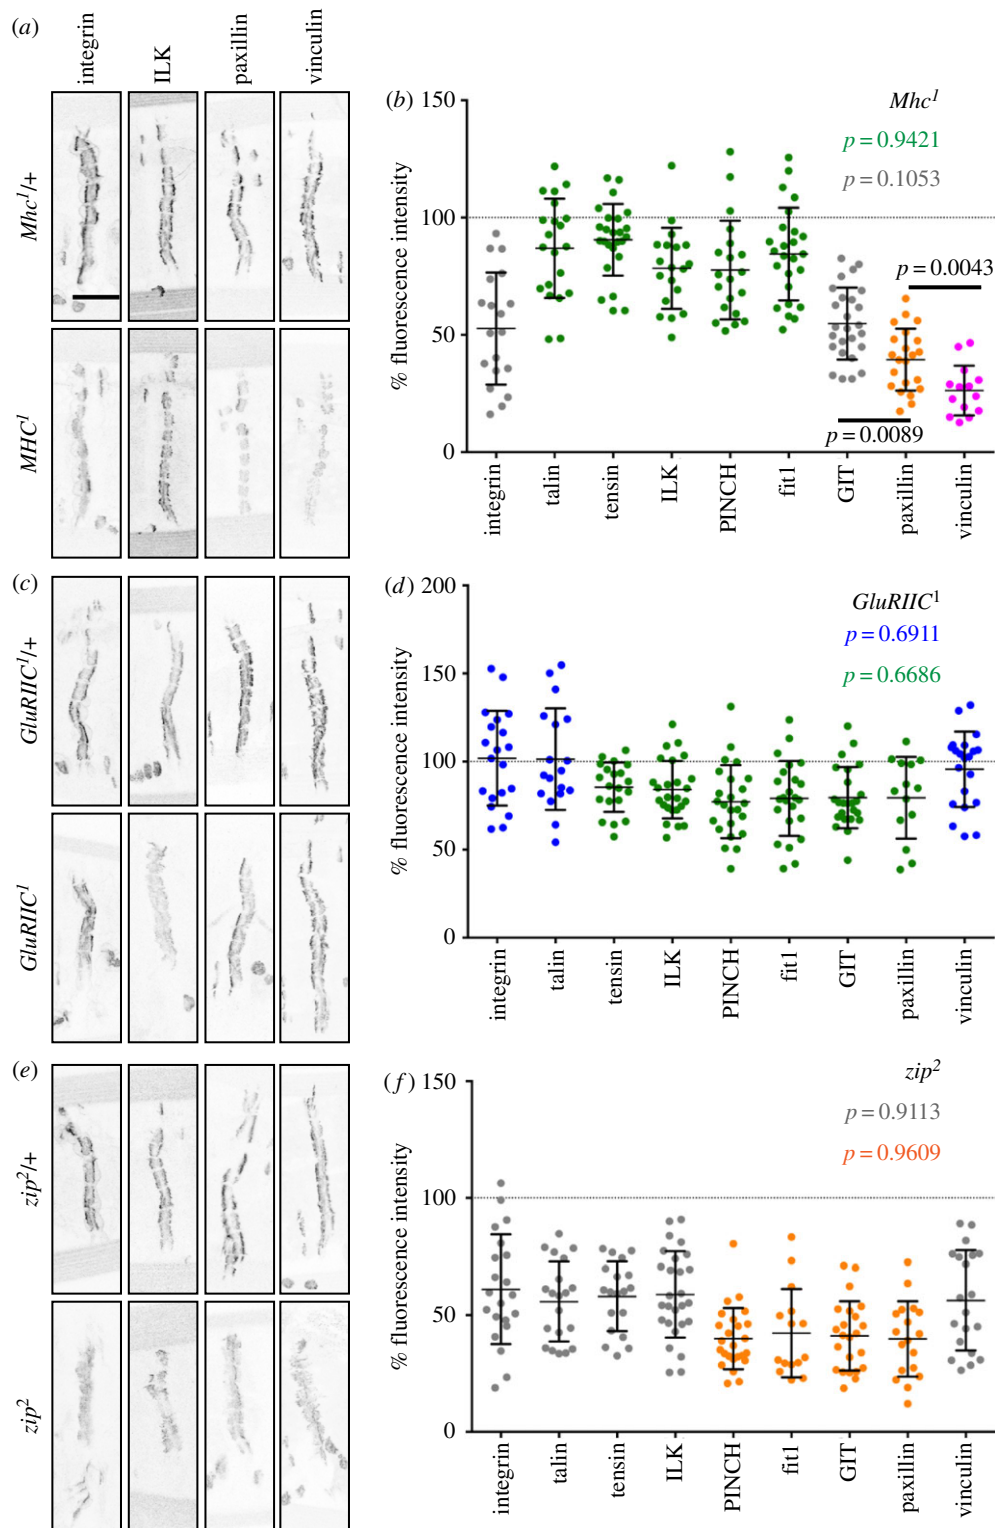 (a)
integrin
ILK
paxillin
vinculin
Mhc1/+
MHC1
(b)
150
100
50
0
% fluorescence intensity
Mhc1
p = 0.9421
p = 0.1053
p = 0.0043
p = 0.0089
integrin
talin
tensin
ILK
PINCH
fit1
GIT
paxillin
vinculin
(c)
GluRIIC1/+
GluRIIC1
(d)
200
150
100
50
0
% fluorescence intensity
GluRIIC1
p = 0.6911
p = 0.6686
integrin
talin
tensin
ILK
PINCH
fit1
GIT
paxillin
vinculin
(e)
zip2/+
zip2
(f)
150
100
50
0
% fluorescence intensity
zip2
p = 0.9113
p = 0.9609
integrin
talin
tensin
ILK
PINCH
fit1
GIT
paxillin
vinculin